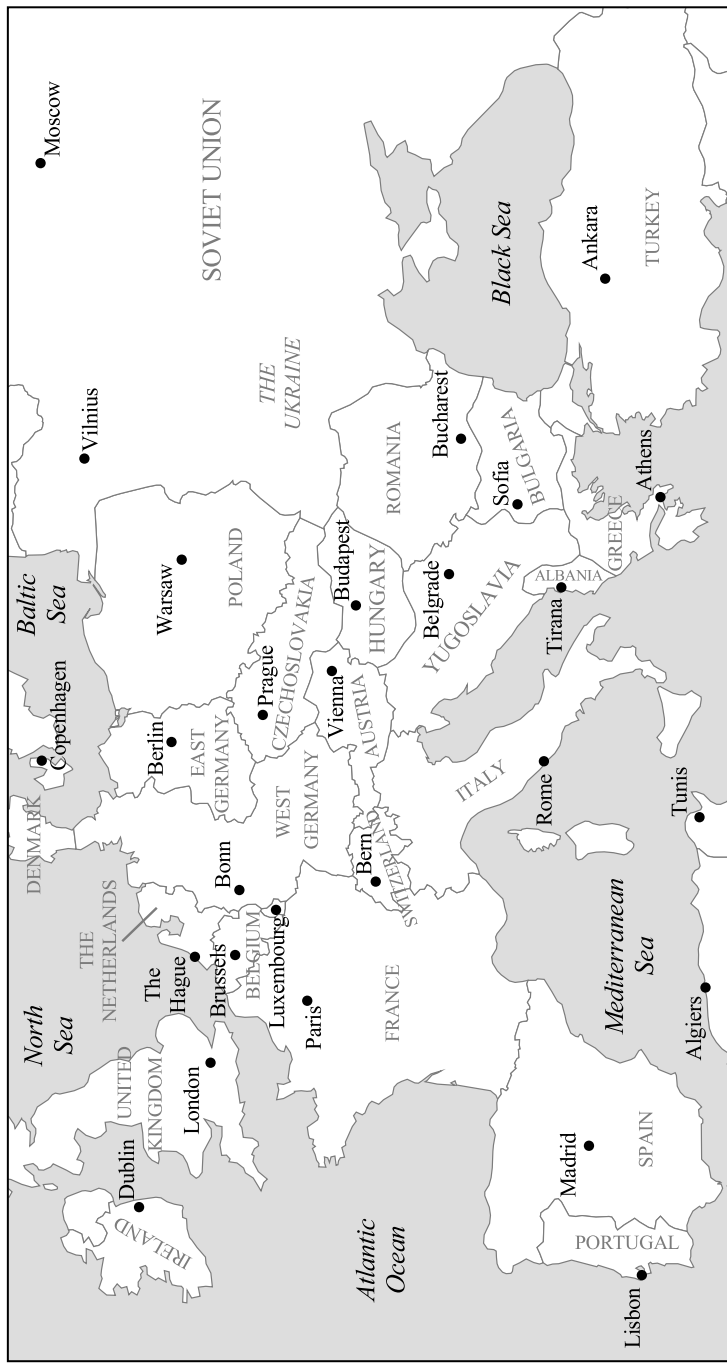 North
Sea
Baltic
Sea
Moscow
Copenhagen
DENMARK
Vilnius
Dublin
IRELAND
UNITED
KINGDOM
London
THE
NETHERLANDS
The
Hague
Brussels
BELGIUM
Luxembourg
Bonn
WEST
GERMANY
Berlin
EAST
GERMANY
Warsaw
POLAND
SOVIET UNION
THE
UKRAINE
Prague
CZECHOSLOVAKIA
Paris
FRANCE
Bern
SWITZERLAND
Vienna
AUSTRIA
Budapest
HUNGARY
ROMANIA
Bucharest
Belgrade
YUGOSLAVIA
Sofia
BULGARIA
Black Sea
Atlantic
Ocean
ITALY
Rome
Tirana
ALBANIA
GREECE
Athens
Ankara
TURKEY
Madrid
SPAIN
PORTUGAL
Lisbon
Mediterranean
Sea
Algiers
Tunis